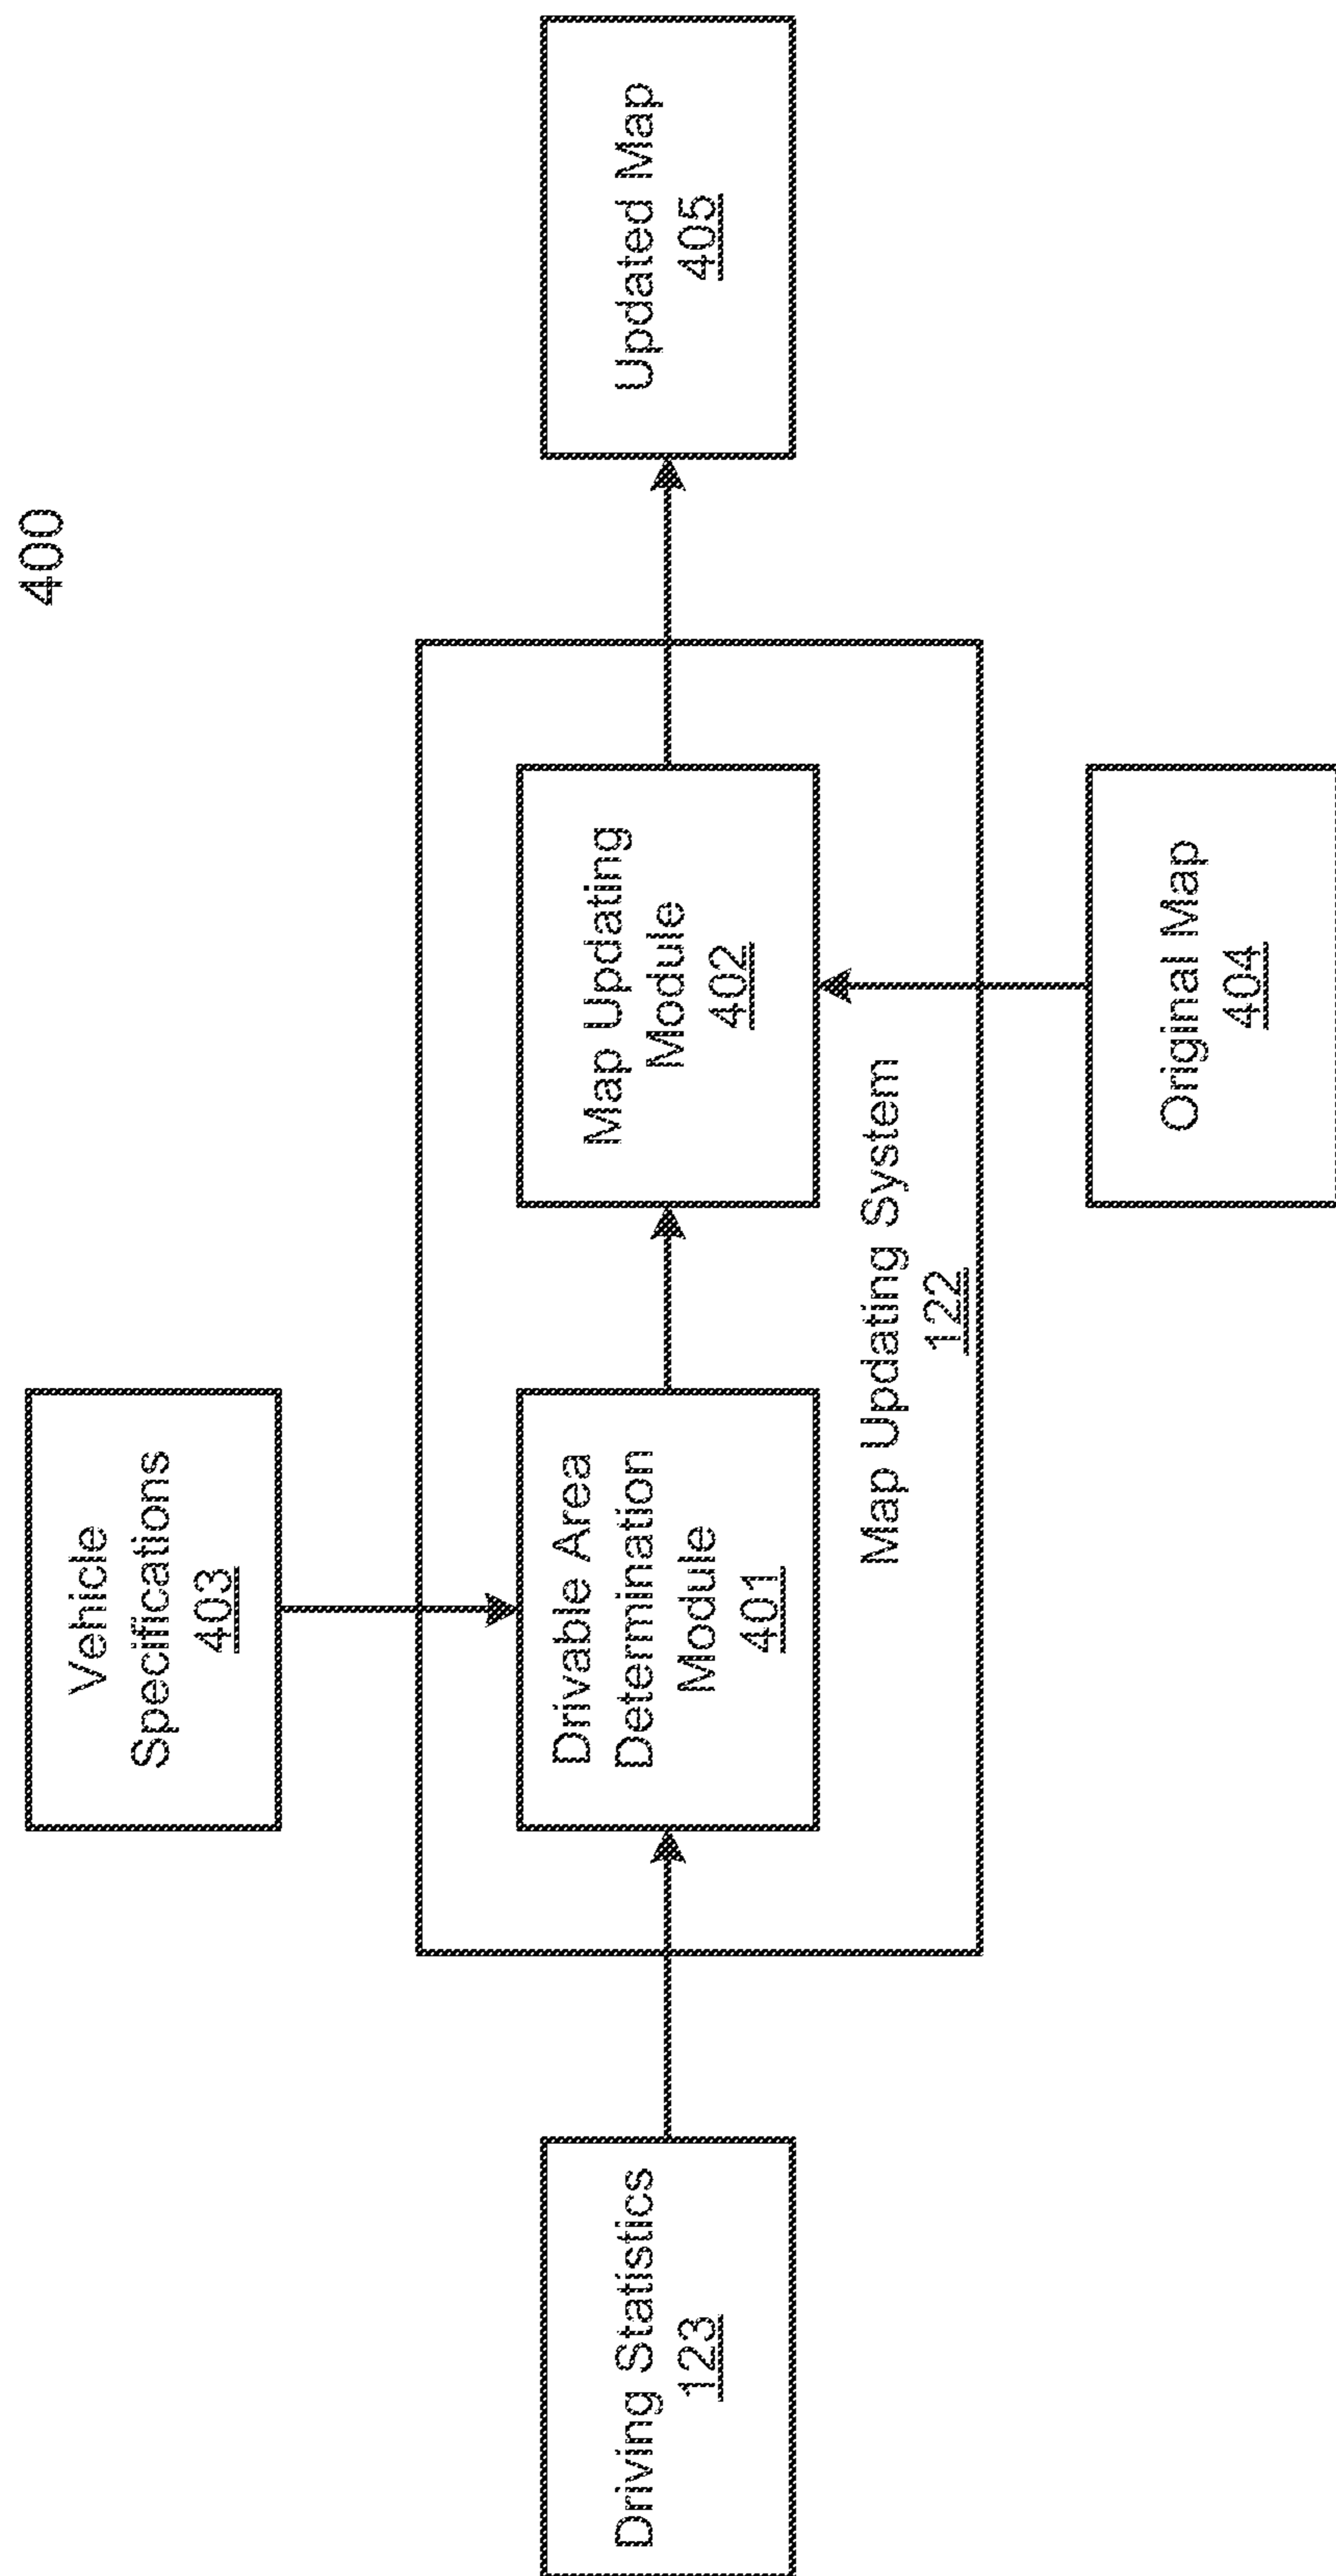 400
Vehicle
Specifications
403
Driving Statistics
123
Drivable Area
Determination
Module
401
Map Updating
Module
402
Updated Map
405
Map Updating System
122
Original Map
404